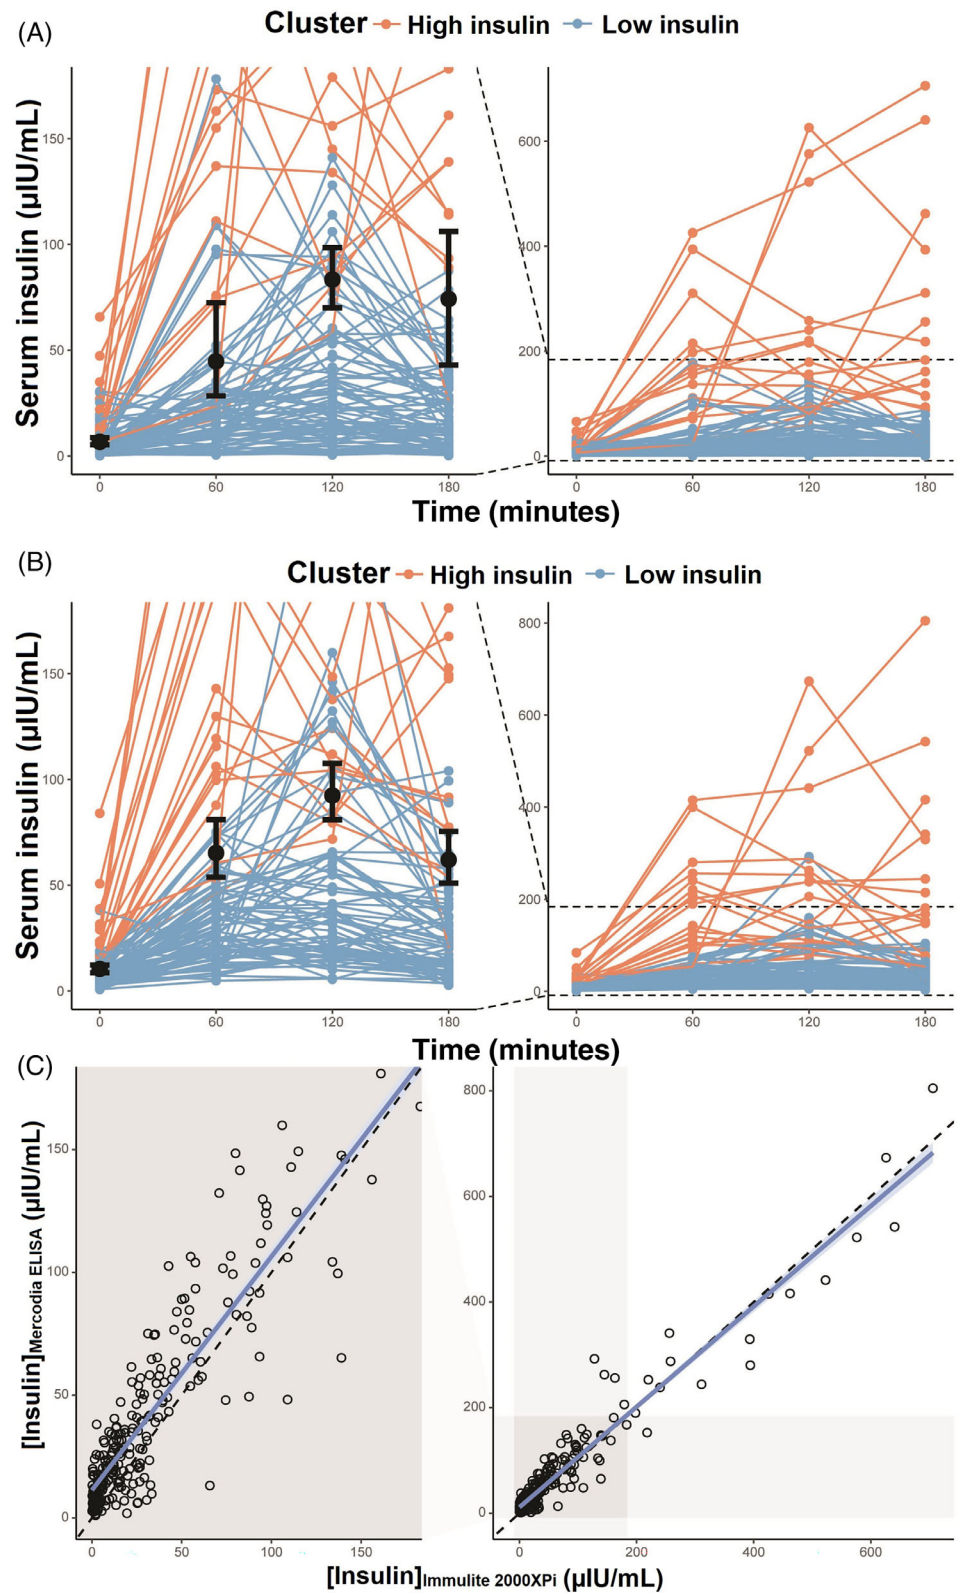 (A)
Cluster High insulin Low insulin
Serum insulin (µIU/mL)
150
100
50
0
0 60 120 180
600
400
200
0
0 60 120 180
Time (minutes)
(B)
Cluster High insulin Low insulin
Serum insulin (µIU/mL)
150
100
50
0
0 60 120 180
800
600
400
200
0
0 60 120 180
Time (minutes)
(C)
[Insulin]Mercodia ELISA (µIU/mL)
150
100
50
0
0 50 100 150
800
600
400
200
0
0 200 400 600
[Insulin]Immulite 2000XPi (µIU/mL)